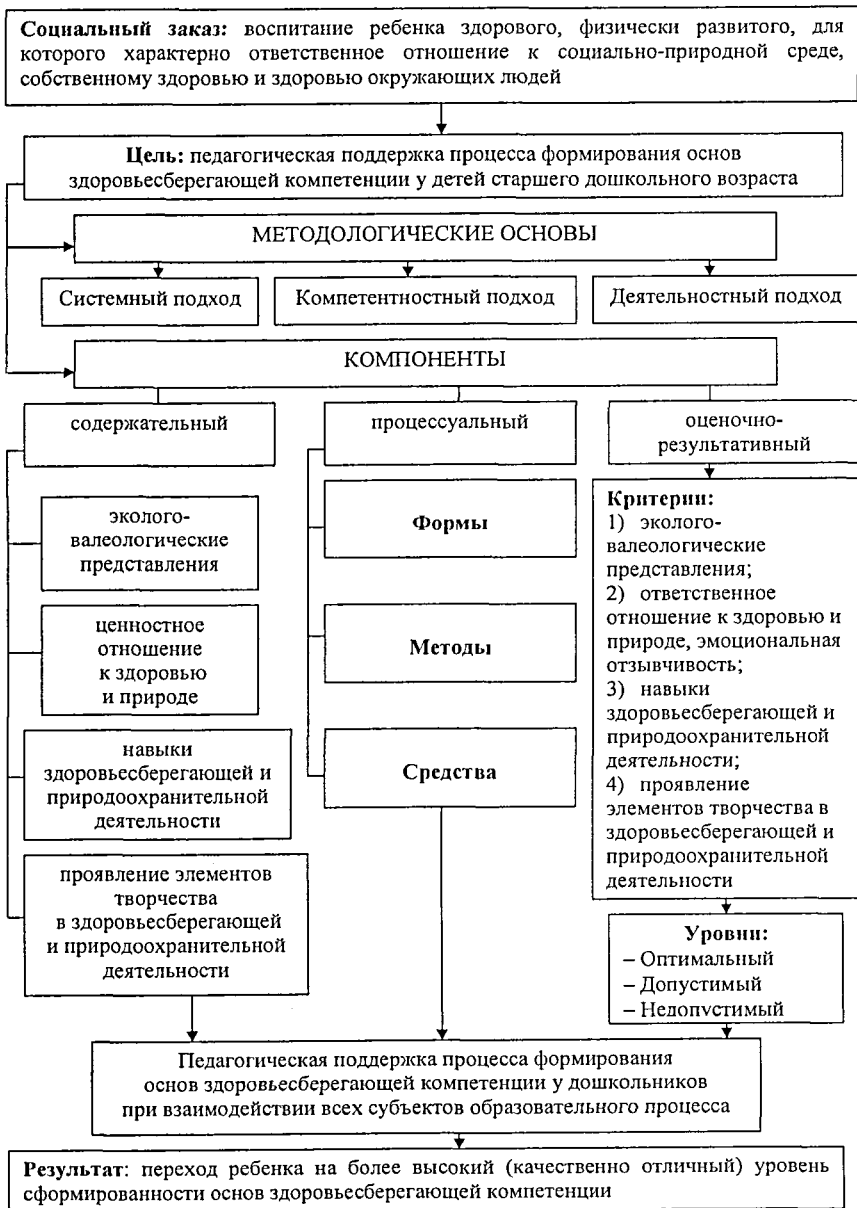 Социальный заказ: воспитание ребенка здорового, физически развитого, для
которого характерно ответственное отношение к социально-природной среде,
собственному здоровью и здоровью окружающих людей
Цель: педагогическая поддержка процесса формирования основ
здоровьесберегающей компетенции у детей старшего дошкольного возраста
МЕТОДОЛОГИЧЕСКИЕ ОСНОВЫ
Системный подход
Компетентностный подход
Деятельностный подход
КОМПОНЕНТЫ
содержательный
эколого-
валеологические
представления
ценностное
отношение
к здоровью
и природе
навыки
здоровьесберегающей и
природоохранительной
деятельности
проявление элементов
творчества
в здоровьесберегающей
и природоохранительной
деятельности
процессуальный
Формы
Методы
Средства
оценочно-
результативный
Критерии:
1) эколого-
валеологические
представления;
2) ответственное
отношение к здоровью и
природе, эмоциональная
отзывчивость;
3) навыки
здоровьесберегающей и
природоохранительной
деятельности;
4) проявление
элементов творчества в
здоровьесберегающей и
природоохранительной
деятельности
Уровни:
– Оптимальный
– Допустимый
– Недопустимый
Педагогическая поддержка процесса формирования
основ здоровьесберегающей компетенции у дошкольников
при взаимодействии всех субъектов образовательного процесса
Результат: переход ребенка на более высокий (качественно отличный) уровень
сформированности основ здоровьесберегающей компетенции